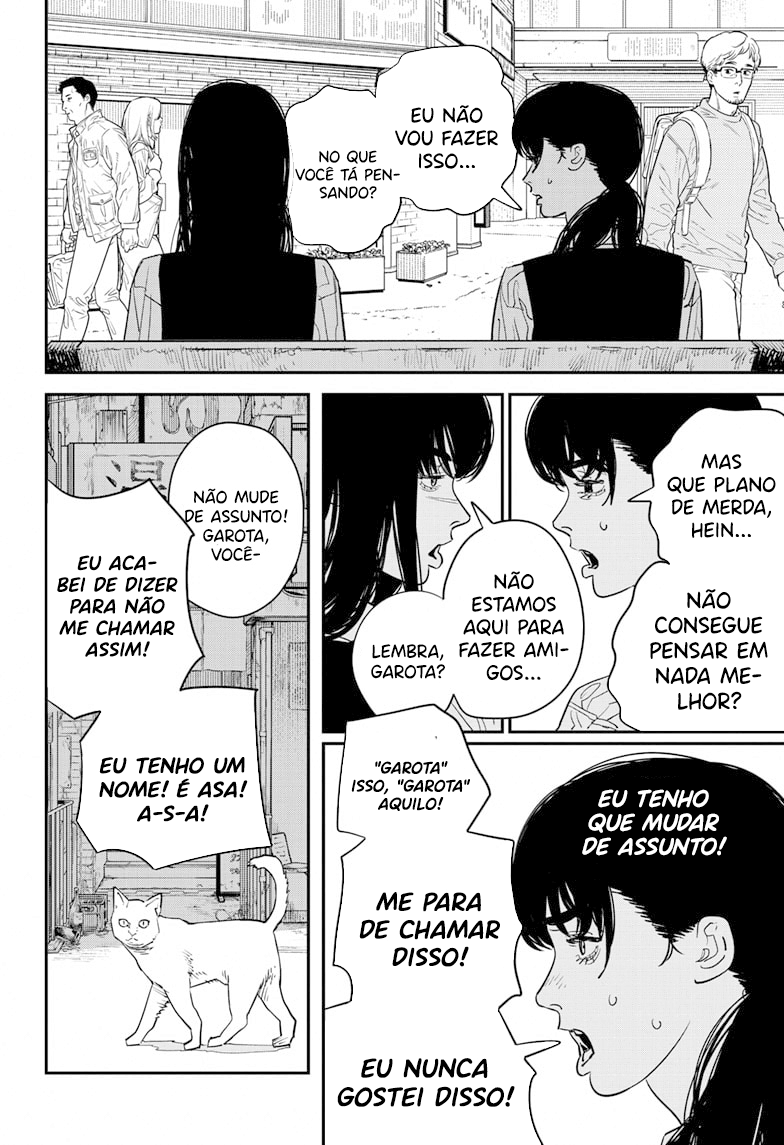 EU NÃO
VOU FAZER
ISSO...
NO QUE
VOCÊ TÁ PEN-
SANDO?
MAS
QUE PLANO
DE MERDA,
HEIN...
NÃO
CONSEGUE
PENSAR EM
NADA ME-
LHOR?
NÃO
ESTAMOS
AQUI PARA
FAZER AMI-
GOS...
LEMBRA,
GAROTA?
EU TENHO
QUE MUDAR
DE ASSUNTO!
"GAROTA"
ISSO, "GAROTA"
AQUILO!
ME PARA
DE CHAMAR
DISSO!
EU NUNCA
GOSTEI DISSO!
NÃO MUDE
DE ASSUNTO!
GAROTA,
VOCÊ-
EU ACA-
BEI DE DIZER
PARA NÃO
ME CHAMAR
ASSIM!
EU TENHO UM
NOME! É ASA!
A-S-A!